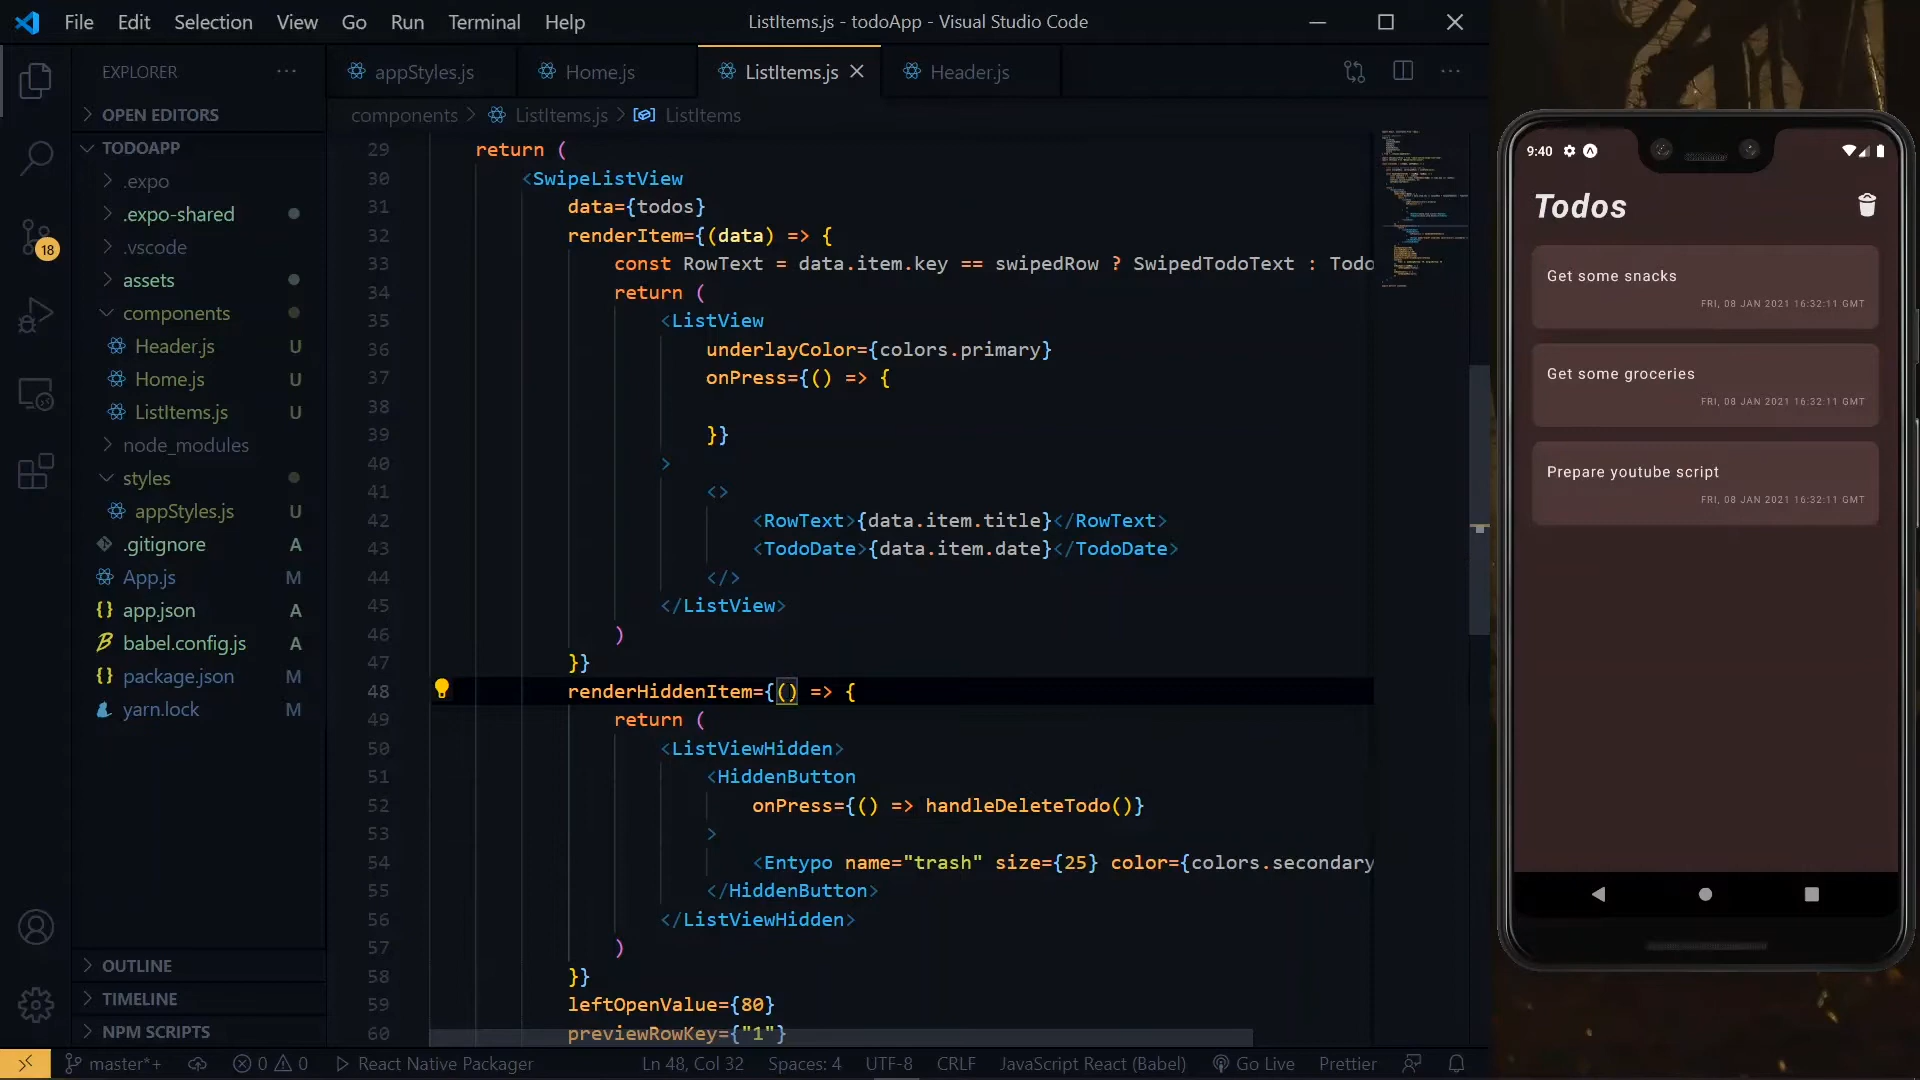 File Edit Selection View Go Run Terminal Help
ListItems.js - todoApp - Visual Studio Code
EXPLORER
OPEN EDITORS
TODOAPP
.expo
.expo-shared
.vscode
assets
components
Header.js U
Home.js U
ListItems.js U
node_modules
styles
appStyles.js U
.gitignore A
App.js M
{} app.json A
babel.config.js A
{} package.json M
yarn.lock M
OUTLINE
TIMELINE
NPM SCRIPTS
18
appStyles.js Home.js ListItems.js Header.js
components > ListItems.js > ListItems
29 return (
30 <SwipeListView
31 data={todos}
32 renderItem={(data) => {
33 const RowText = data.item.key == swipedRow ? SwipedTodoText : Todo
34 return (
35 <ListView
36 underlayColor={colors.primary}
37 onPress={() => {
38
39 }}
40 >
41 <>
42 <RowText>{data.item.title}</RowText>
43 <TodoDate>{data.item.date}</TodoDate>
44 </>
45 </ListView>
46 )
47 }}
48 renderHiddenItem={() => {
49 return (
50 <ListViewHidden>
51 <HiddenButton
52 onPress={() => handleDeleteTodo()}
53 >
54 <Entypo name="trash" size={25} color={colors.secondary
55 </HiddenButton>
56 </ListViewHidden>
57 )
58 }}
59 leftOpenValue={80}
60 previewRowKey={"1"}
master*+ 0 0 React Native Packager Ln 48, Col 32 Spaces: 4 UTF-8 CRLF JavaScript React (Babel) Go Live Prettier
9:40
Todos
Get some snacks
FRI, 08 JAN 2021 16:32:11 GMT
Get some groceries
FRI, 08 JAN 2021 16:32:11 GMT
Prepare youtube script
FRI, 08 JAN 2021 16:32:11 GMT